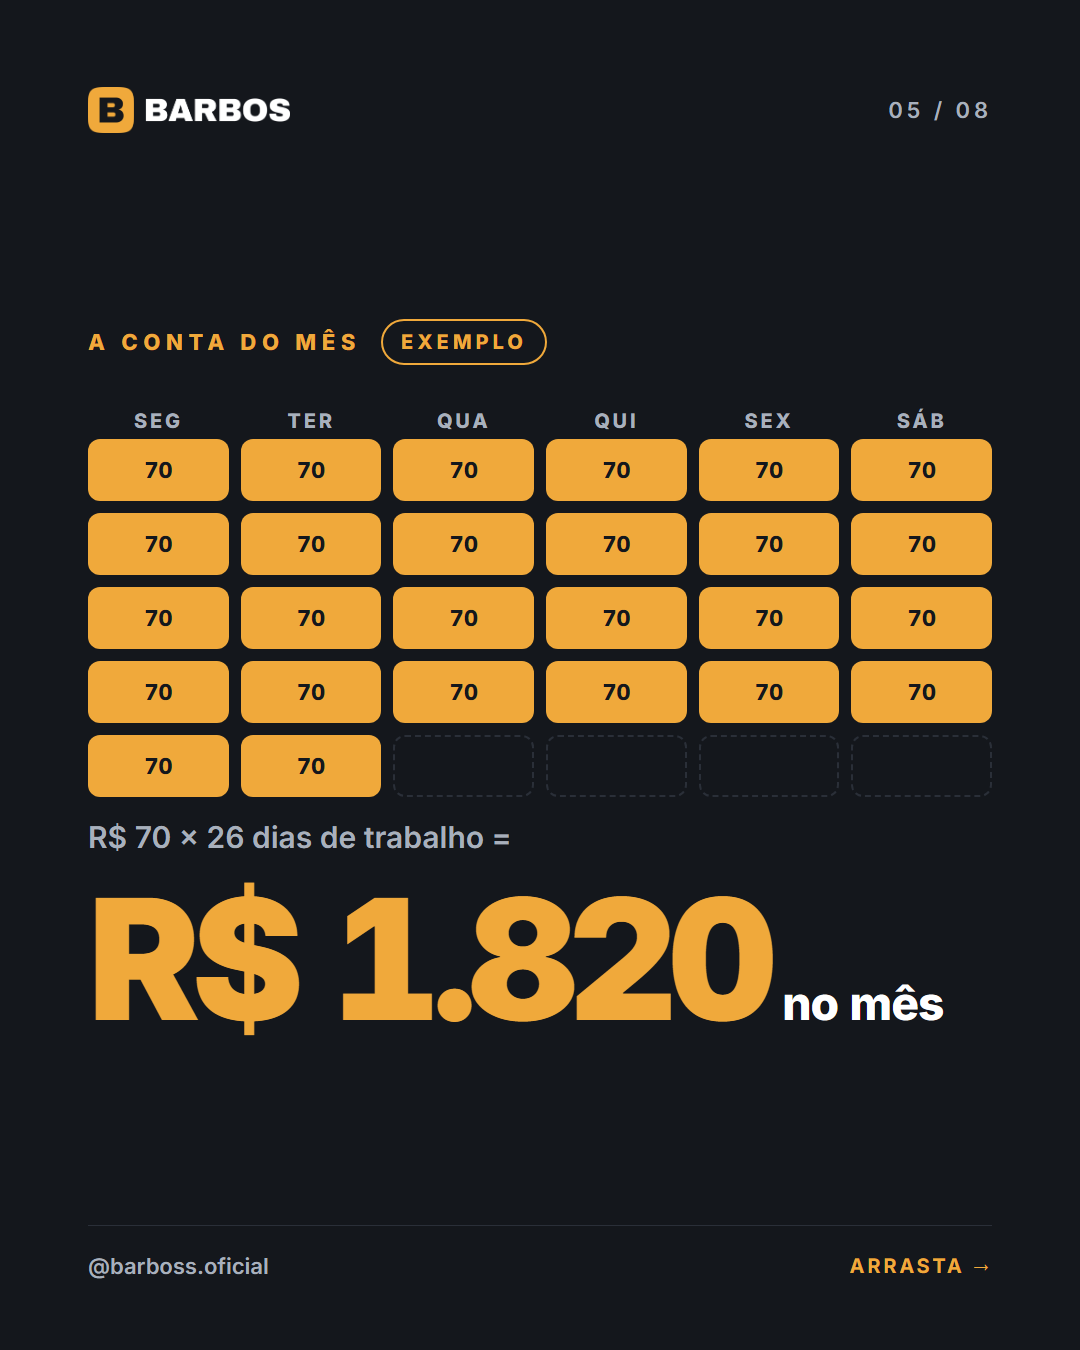 B BARBOS
05 / 08
A CONTA DO MÊS EXEMPLO
SEG TER QUA QUI SEX SÁB
70 70 70 70 70 70
70 70 70 70 70 70
70 70 70 70 70 70
70 70 70 70 70 70
70 70
R$ 70 × 26 dias de trabalho =
R$ 1.820 no mês
@barboss.oficial
ARRASTA →